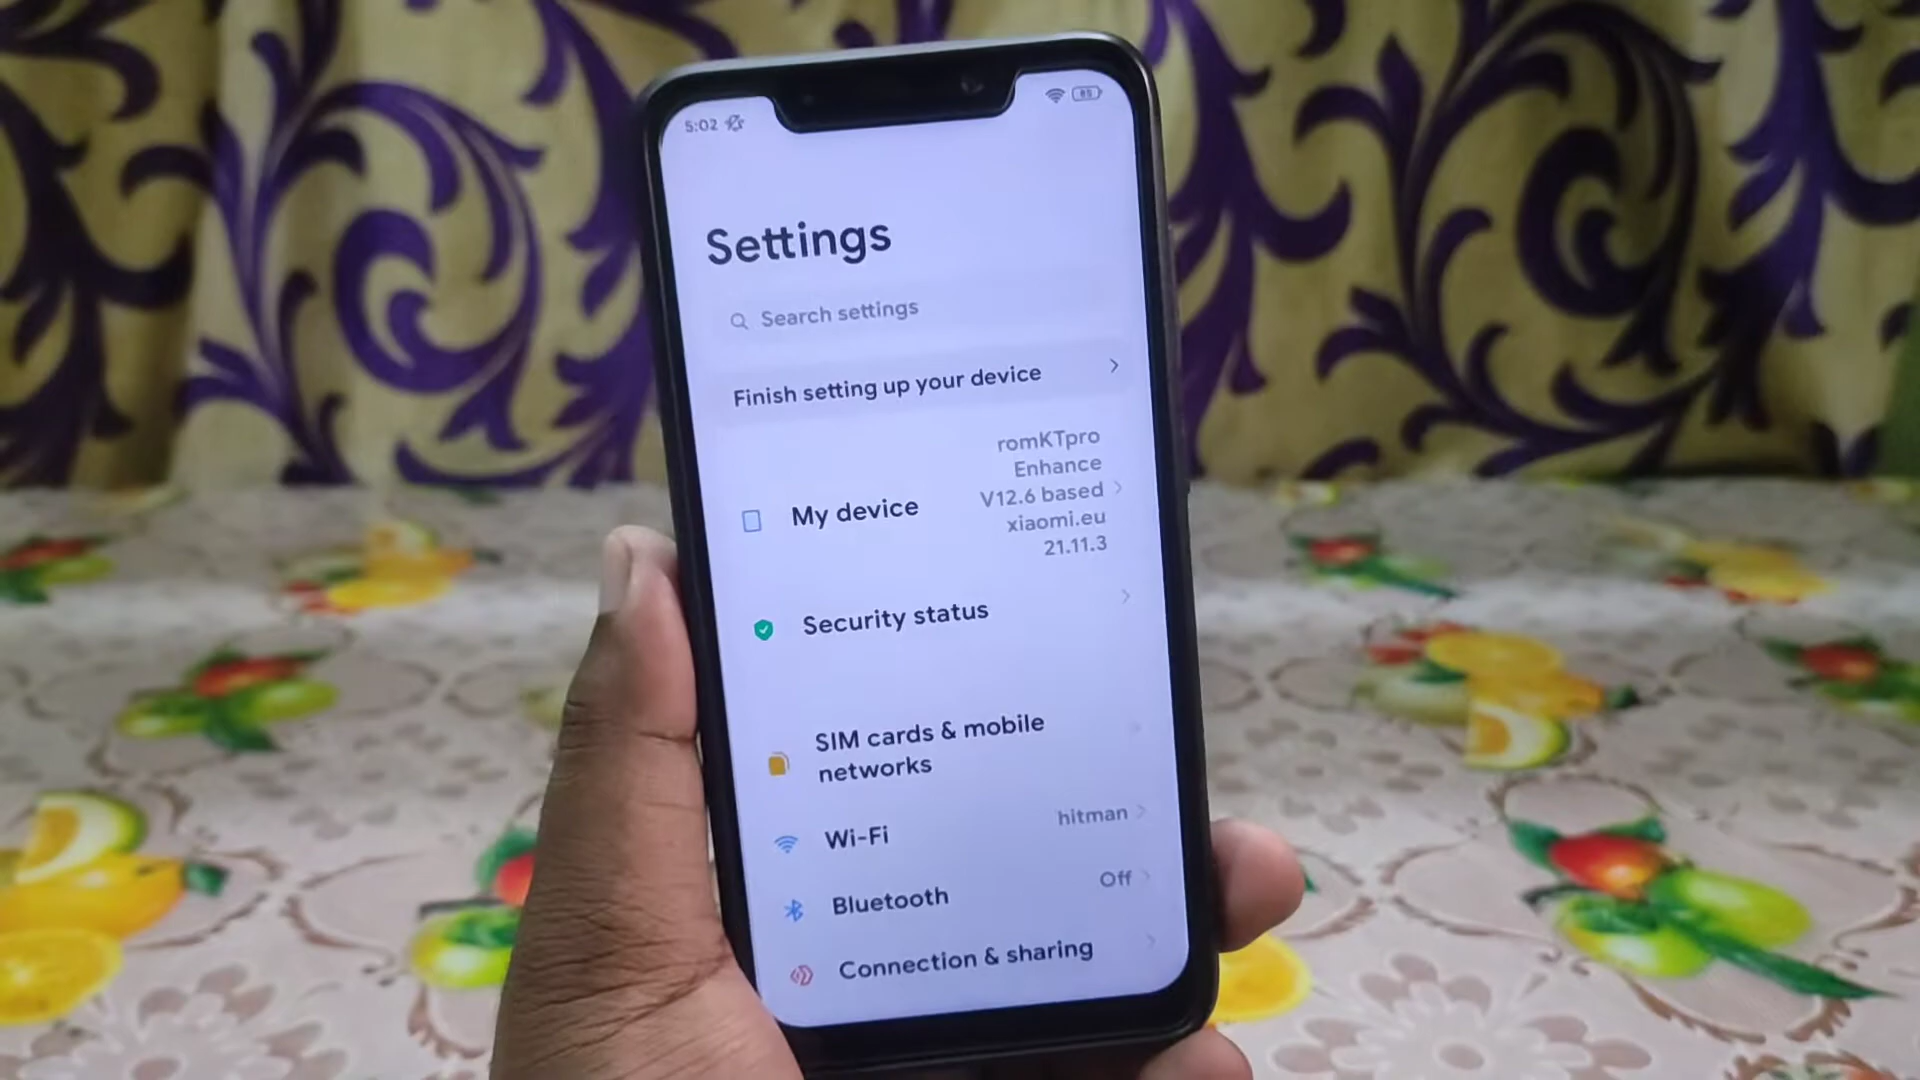 5:02
85
Settings
Search settings
Finish setting up your device
romKTpro
Enhance
V12.6 based
xiaomi.eu
21.11.3
My device
Security status
SIM cards & mobile
networks
Wi-Fi
hitman
Bluetooth
Off
Connection & sharing